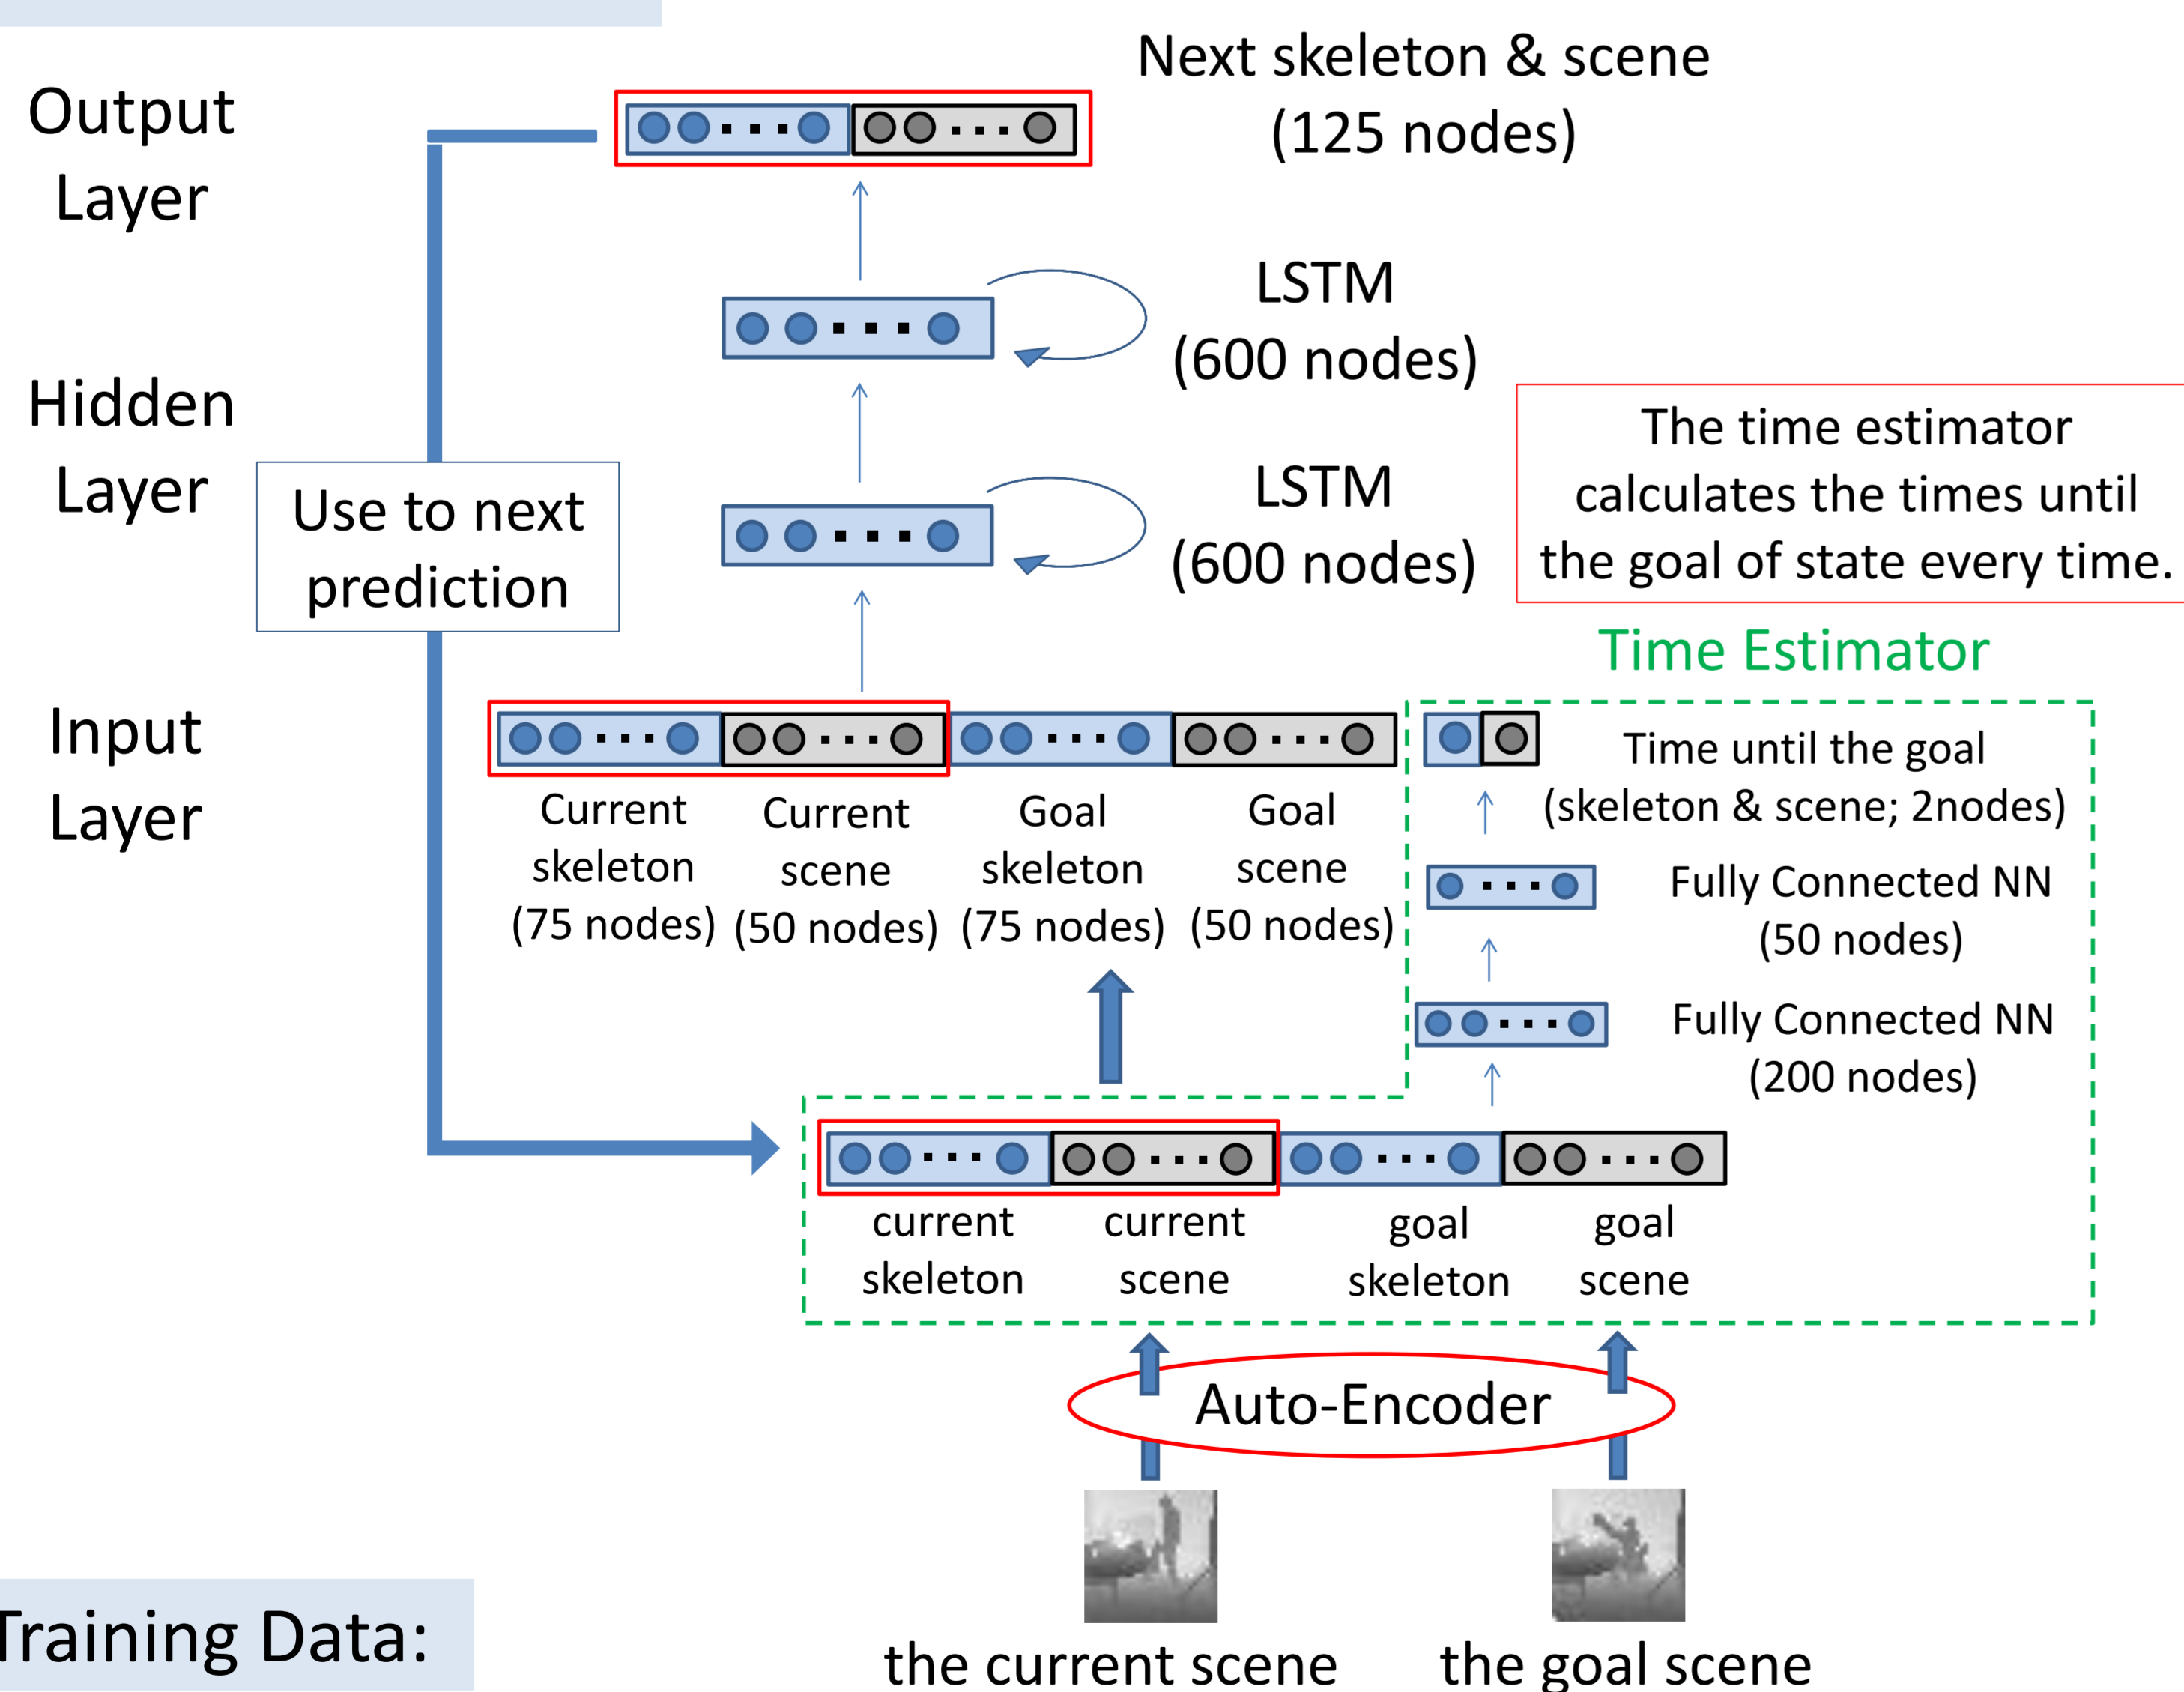 Next skeleton & scene
(125 nodes)
Output
Layer
LSTM
(600 nodes)
Hidden
Layer
LSTM
(600 nodes)
Use to next
prediction
The time estimator
calculates the times until
the goal of state every time.
Time Estimator
Input
Layer
Current
skeleton
(75 nodes)
Current
scene
(50 nodes)
Goal
skeleton
(75 nodes)
Goal
scene
(50 nodes)
Time until the goal
(skeleton & scene; 2nodes)
Fully Connected NN
(50 nodes)
Fully Connected NN
(200 nodes)
current
skeleton
current
scene
goal
skeleton
goal
scene
Auto-Encoder
the current scene
the goal scene
Training Data: